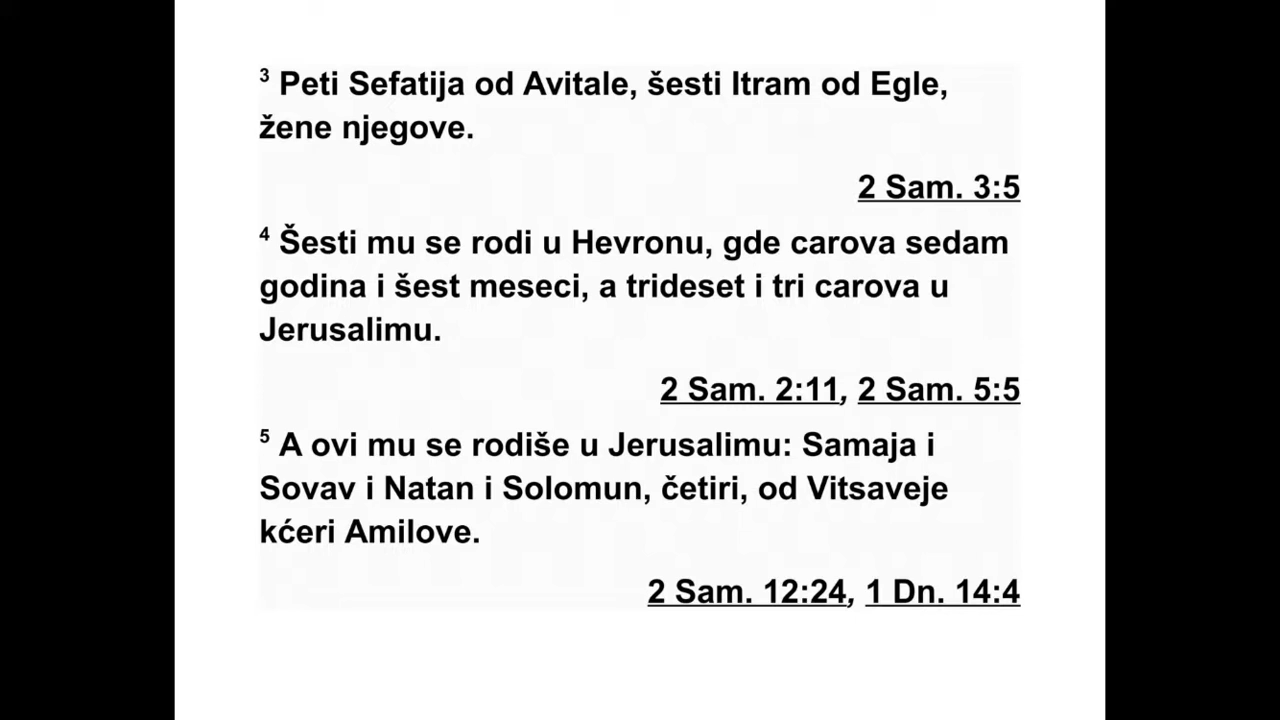 3 Peti Sefatija od Avitale, šesti Itram od Egle,
žene njegove.
2 Sam. 3:5
4 Šesti mu se rodi u Hevronu, gde carova sedam
godina i šest meseci, a trideset i tri carova u
Jerusalimu.
2 Sam. 2:11, 2 Sam. 5:5
5 A ovi mu se rodiše u Jerusalimu: Samaja i
Sovav i Natan i Solomun, četiri, od Vitsaveje
kćeri Amilove.
2 Sam. 12:24, 1 Dn. 14:4